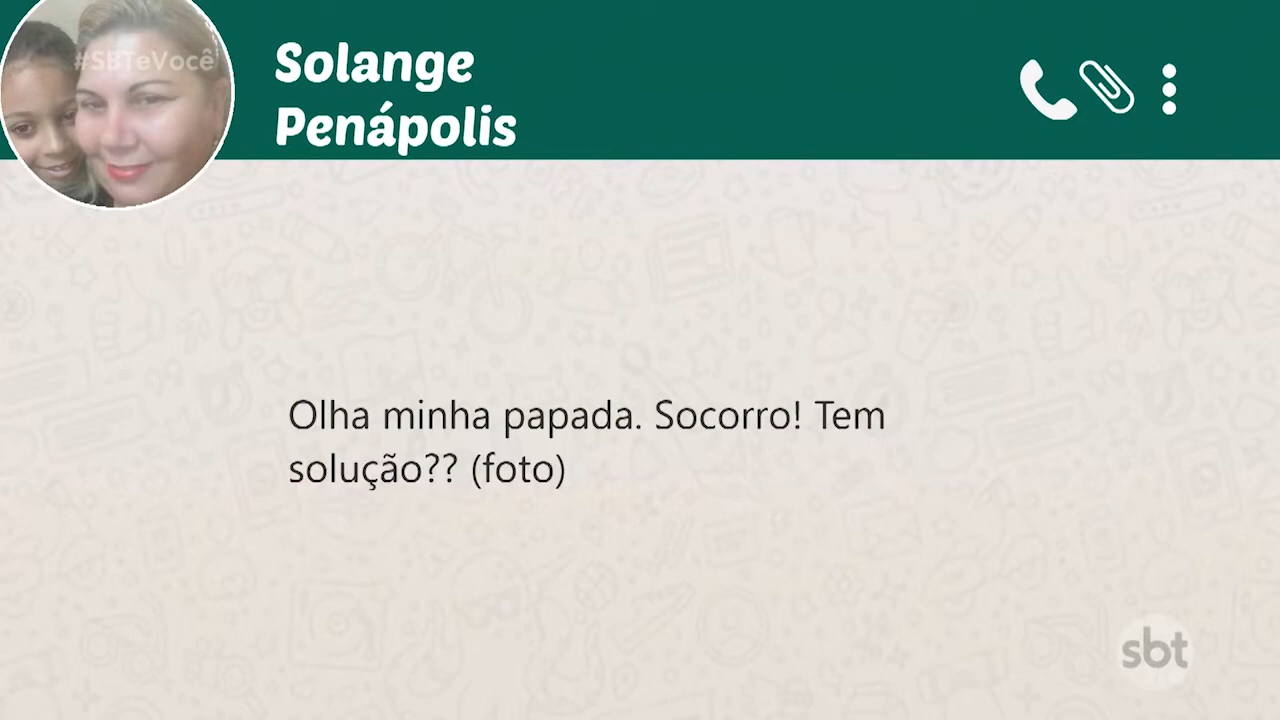 #SBTeVocê
Solange
Penápolis
Olha minha papada. Socorro! Tem
solução?? (foto)
sbt